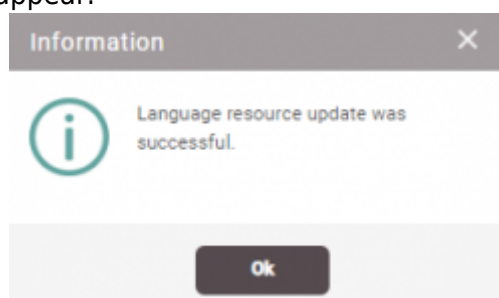 appear:
Information
Language resource update was
successful.
Ok